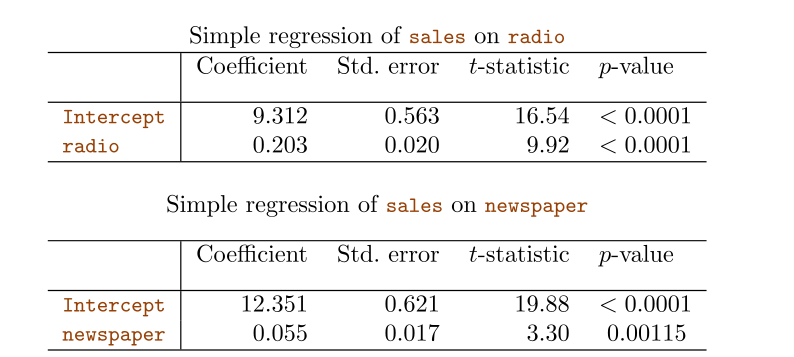 Simple regression of sales on radio
Coefficient Std. error t-statistic p-value
Intercept 9.312 0.563 16.54 < 0.0001
radio 0.203 0.020 9.92 < 0.0001
Simple regression of sales on newspaper
Coefficient Std. error t-statistic p-value
Intercept 12.351 0.621 19.88 < 0.0001
newspaper 0.055 0.017 3.30 0.00115